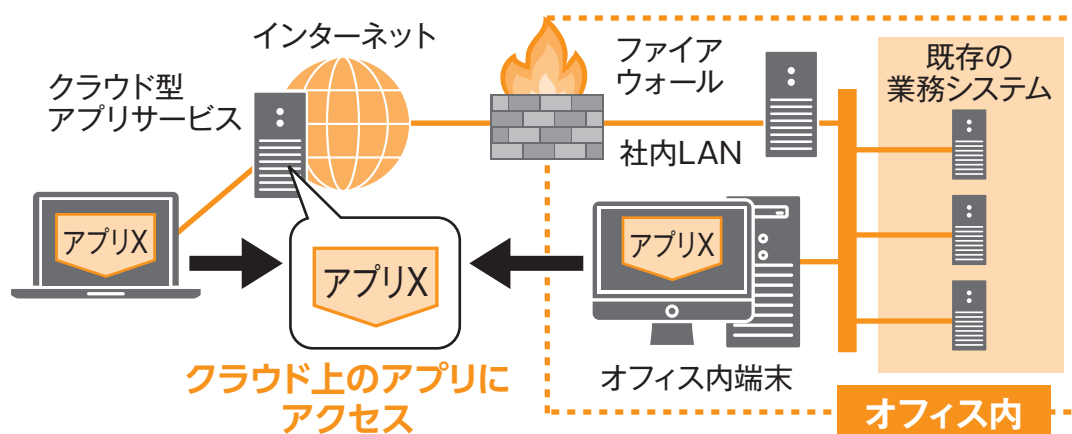 インターネット
クラウド型
アプリサービス
ファイア
ウォール
社内LAN
既存の
業務システム
アプリX
アプリX
アプリX
クラウド上のアプリに
アクセス
オフィス内端末
オフィス内